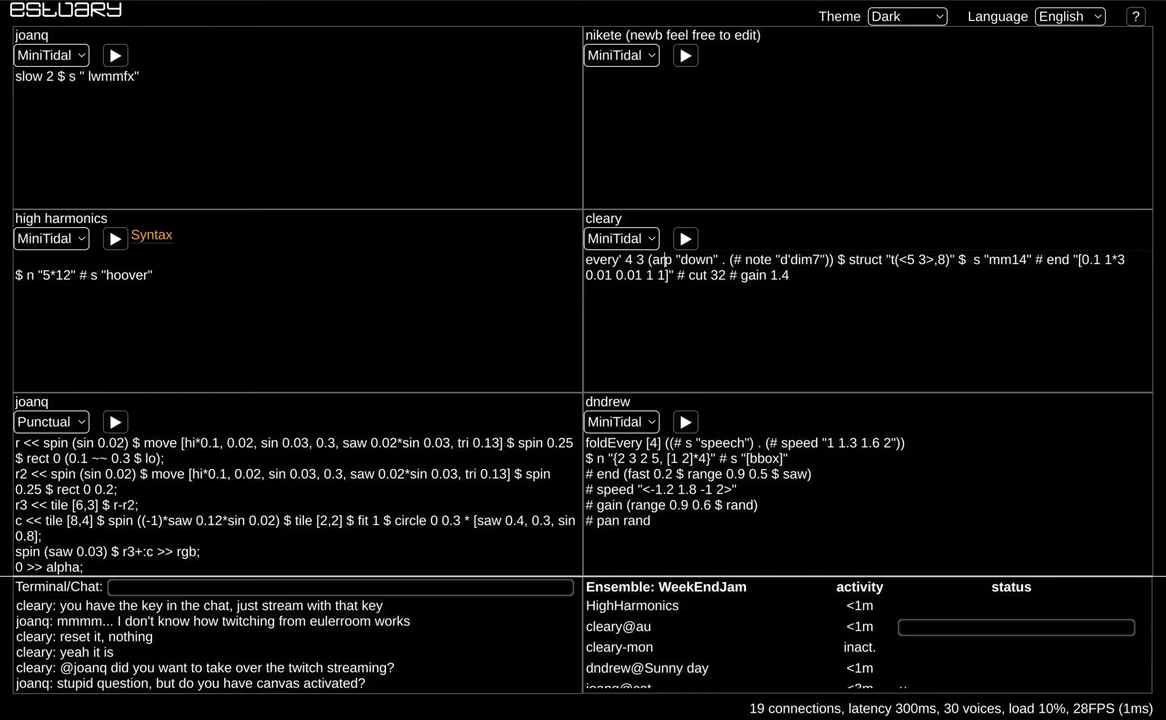 estuary
Theme Dark Language English ?
joanq
MiniTidal
slow 2 $ s " lwmmfx"
nikete (newb feel free to edit)
MiniTidal
high harmonics
MiniTidal Syntax
$ n "5*12" # s "hoover"
cleary
MiniTidal
every' 4 3 (arp "down" . (# note "d'dim7")) $ struct "t(<5 3>,8)" $  s "mm14" # end "[0.1 1*3
0.01 0.01 1 1]" # cut 32 # gain 1.4
joanq
Punctual
r << spin (sin 0.02) $ move [hi*0.1, 0.02, sin 0.03, 0.3, saw 0.02*sin 0.03, tri 0.13] $ spin 0.25
$ rect 0 (0.1 ~~ 0.3 $ lo);
r2 << spin (sin 0.02) $ move [hi*0.1, 0.02, sin 0.03, 0.3, saw 0.02*sin 0.03, tri 0.13] $ spin
0.25 $ rect 0 0.2;
r3 << tile [6,3] $ r-r2;
c << tile [8,4] $ spin ((-1)*saw 0.12*sin 0.02) $ tile [2,2] $ fit 1 $ circle 0 0.3 * [saw 0.4, 0.3, sin
0.8];
spin (saw 0.03) $ r3+:c >> rgb;
0 >> alpha;
dndrew
MiniTidal
foldEvery [4] ((# s "speech") . (# speed "1 1.3 1.6 2"))
$ n "{2 3 2 5, [1 2]*4}" # s "[bbox]"
# end (fast 0.2 $ range 0.9 0.5 $ saw)
# speed "<-1.2 1.8 -1 2>"
# gain (range 0.9 0.6 $ rand)
# pan rand
Terminal/Chat:
cleary: you have the key in the chat, just stream with that key
joanq: mmmm... I don't know how twitching from eulerroom works
cleary: reset it, nothing
cleary: yeah it is
cleary: @joanq did you want to take over the twitch streaming?
joanq: stupid question, but do you have canvas activated?
Ensemble: WeekEndJam activity status
HighHarmonics <1m
cleary@au <1m
cleary-mon inact.
dndrew@Sunny day <1m
19 connections, latency 300ms, 30 voices, load 10%, 28FPS (1ms)